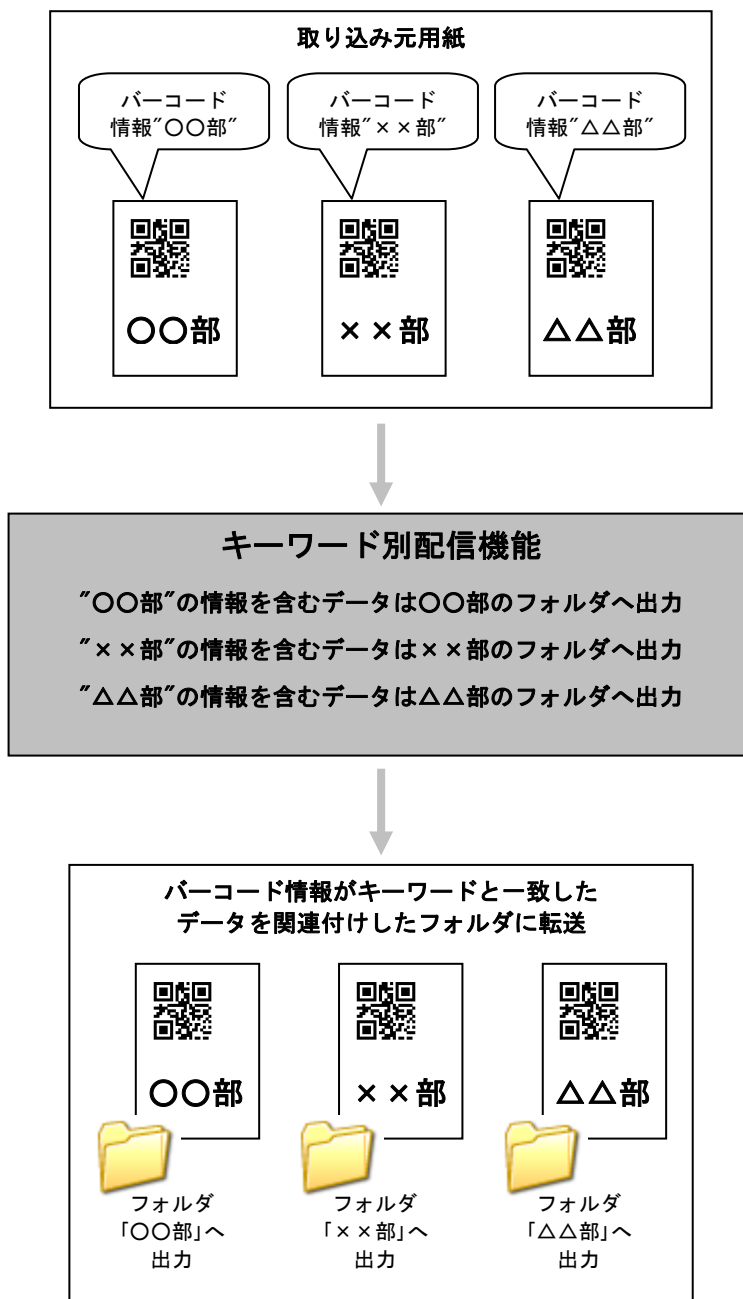 取り込み元用紙
バーコード
情報"〇〇部"
バーコード
情報"××部"
バーコード
情報"△△部"
〇〇部
××部
△△部
キーワード別配信機能
"〇〇部"の情報を含むデータは〇〇部のフォルダへ出力
"××部"の情報を含むデータは××部のフォルダへ出力
"△△部"の情報を含むデータは△△部のフォルダへ出力
バーコード情報がキーワードと一致した
データを関連付けしたフォルダに転送
〇〇部
××部
△△部
フォルダ
「〇〇部」へ
出力
フォルダ
「××部」へ
出力
フォルダ
「△△部」へ
出力